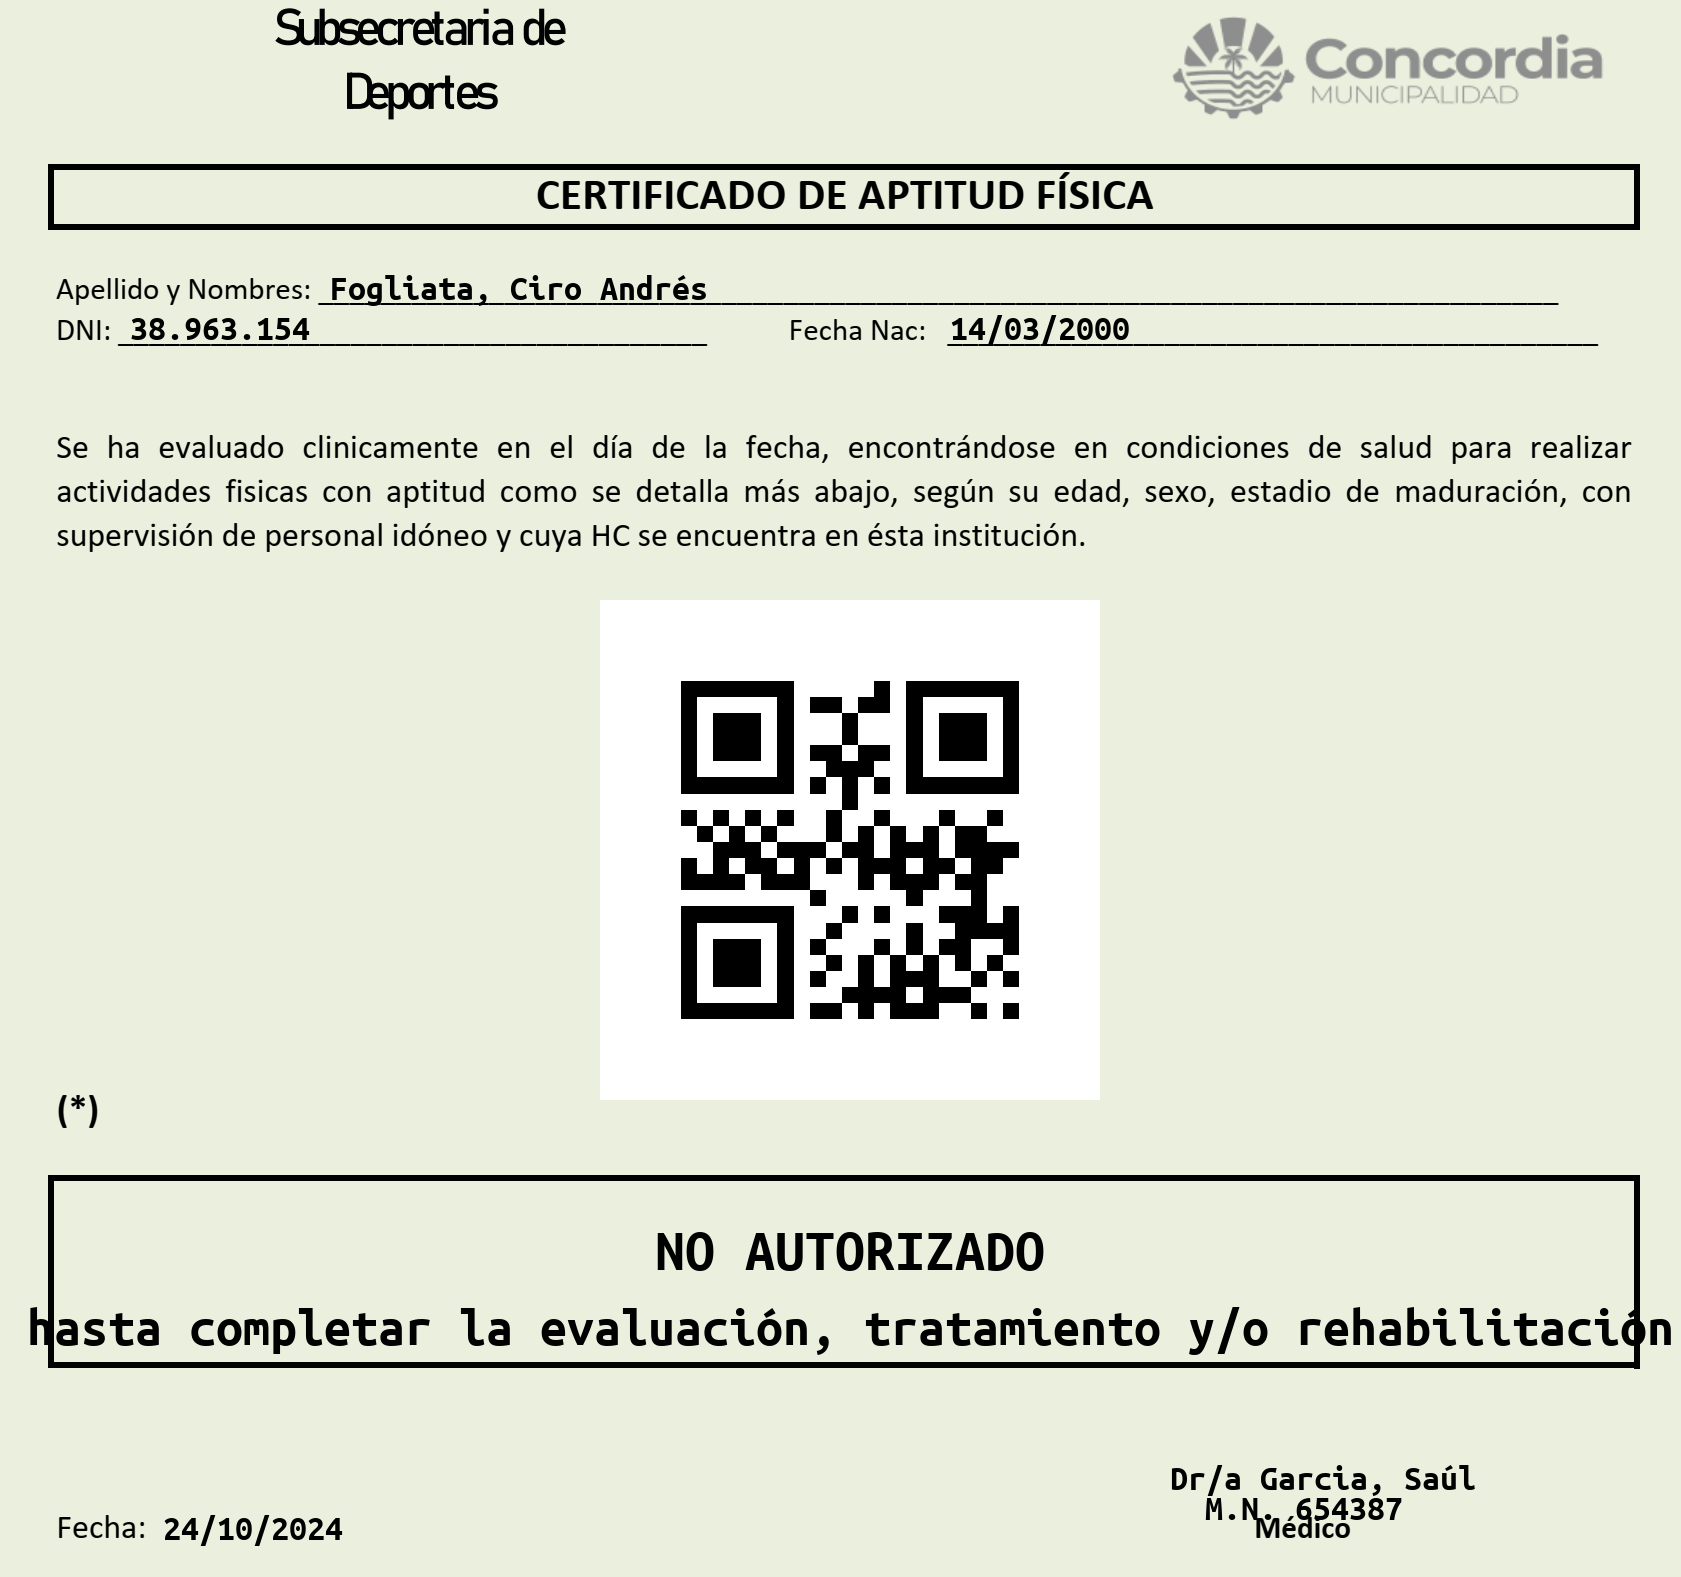 Subsecretaria de
Deportes
Concordia
MUNICIPALIDAD
CERTIFICADO DE APTITUD FÍSICA
Apellido y Nombres: Fogliata, Ciro Andrés
DNI: 38.963.154 Fecha Nac: 14/03/2000
Se ha evaluado clinicamente en el día de la fecha, encontrándose en condiciones de salud para realizar
actividades fisicas con aptitud como se detalla más abajo, según su edad, sexo, estadio de maduración, con
supervisión de personal idóneo y cuya HC se encuentra en ésta institución.
(*)
NO AUTORIZADO
hasta completar la evaluación, tratamiento y/o rehabilitación
Dr/a Garcia, Saúl
M.N. 654387
Médico
Fecha: 24/10/2024